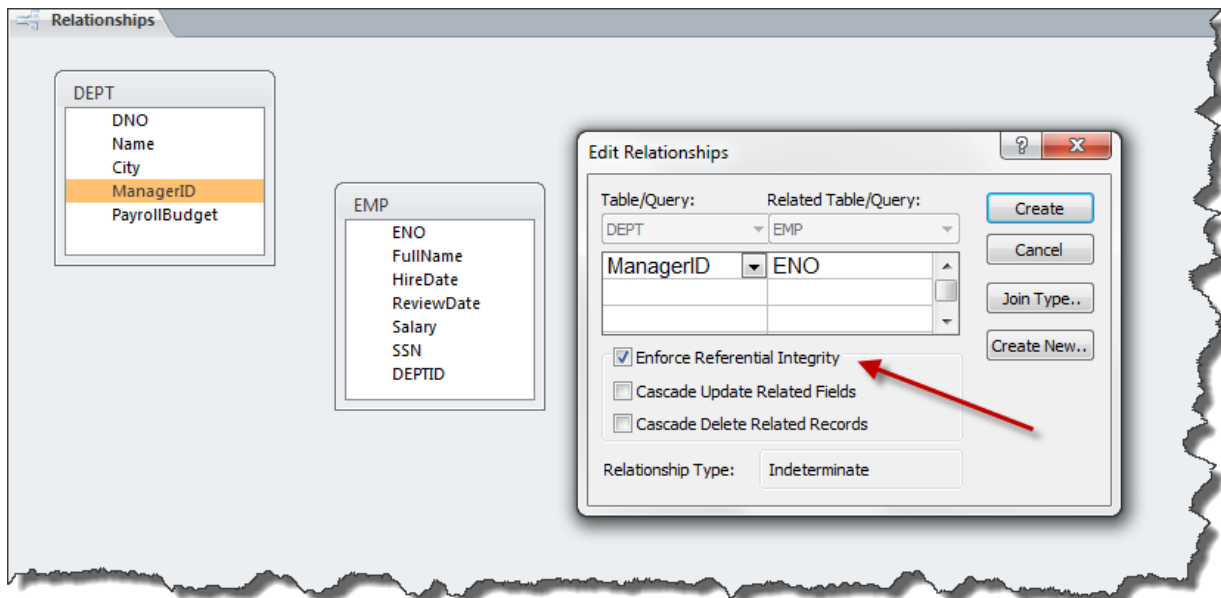 Relationships
DEPT
DNO
Name
City
ManagerID
PayrollBudget
EMP
ENO
FullName
HireDate
ReviewDate
Salary
SSN
DEPTID
Edit Relationships
?
Table/Query: Related Table/Query:
DEPT EMP
ManagerID ENO
Enforce Referential Integrity
Cascade Update Related Fields
Cascade Delete Related Records
Relationship Type: Indeterminate
Create
Cancel
Join Type..
Create New..